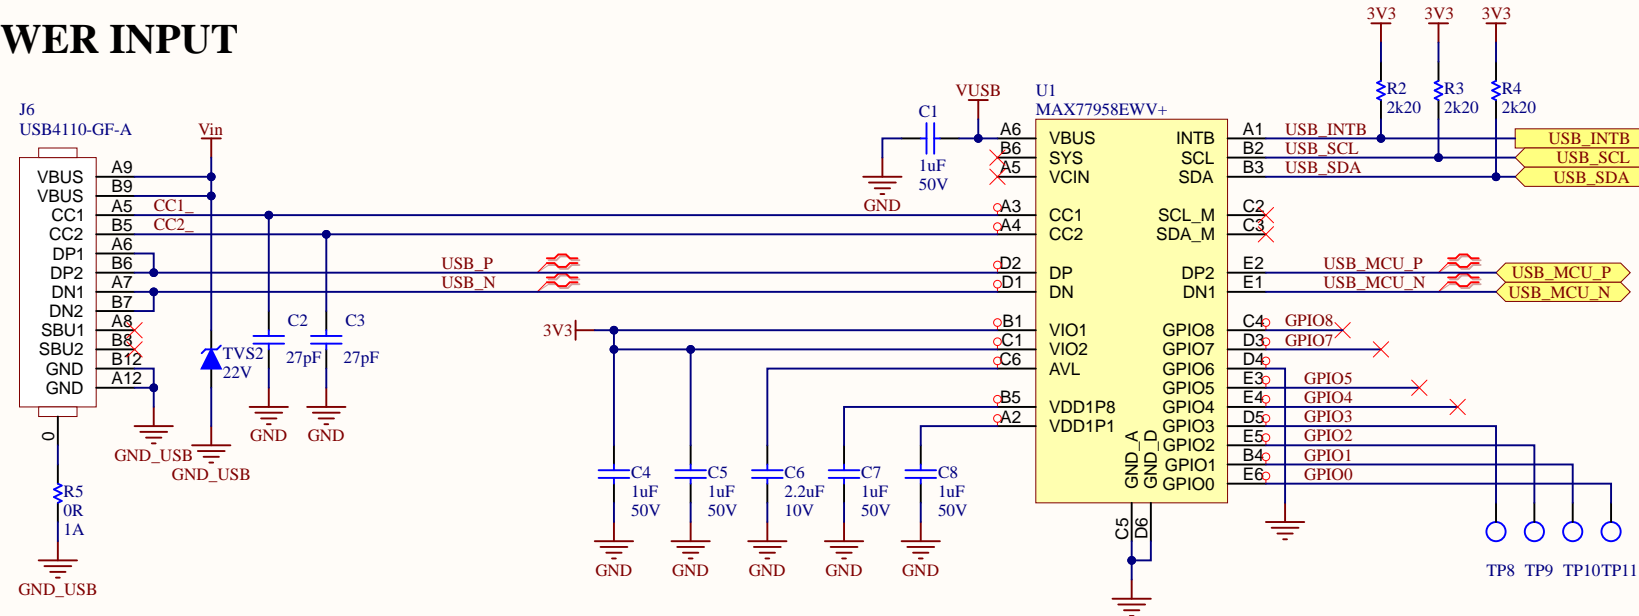 WER INPUT
J6
USB4110-GF-A
VBUS A9
VBUS B9
CC1 A5 CC1_
CC2 B5 CC2_
DP1 A6
DP2 B6
DN1 A7
DN2 B7
SBU1 A8
SBU2 B8
GND B12
GND A12
0
R5
0R
1A
GND_USB
GND_USB
Vin
TVS2
22V
GND_USB
C2
27pF
GND
C3
27pF
GND
USB_P
USB_N
3V3
C4
1uF
50V
GND
C5
1uF
50V
GND
C6
2.2uF
10V
GND
C7
1uF
50V
GND
C8
1uF
50V
GND
VUSB
C1
1uF
50V
GND
U1
MAX77958EWV+
A6 VBUS
B6 SYS
A5 VCIN
A3 CC1
A4 CC2
D2 DP
D1 DN
B1 VIO1
C1 VIO2
C6 AVL
B5 VDD1P8
A2 VDD1P1
GND_A C5
GND_D D6
INTB A1 USB_INTB
SCL B2 USB_SCL
SDA B3 USB_SDA
SCL_M C2
SDA_M C3
DP2 E2 USB_MCU_P
DN1 E1 USB_MCU_N
GPIO8 C4 GPIO8
GPIO7 D3 GPIO7
GPIO6 D4
GPIO5 E3 GPIO5
GPIO4 E4 GPIO4
GPIO3 D5 GPIO3
GPIO2 E5 GPIO2
GPIO1 B4 GPIO1
GPIO0 E6 GPIO0
3V3 3V3 3V3
R2
2k20
R3
2k20
R4
2k20
USB_INTB
USB_SCL
USB_SDA
USB_MCU_P
USB_MCU_N
TP8 TP9 TP10 TP11